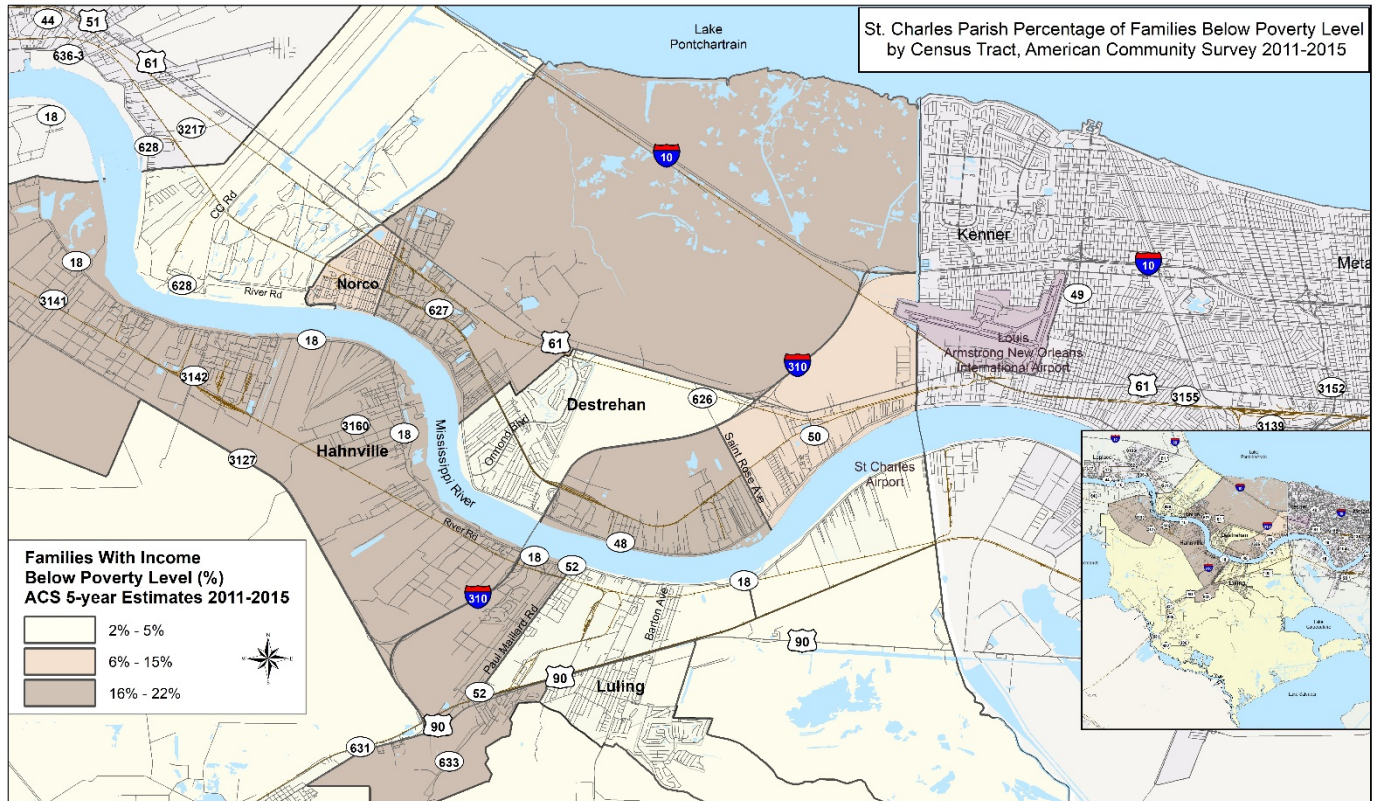 St. Charles Parish Percentage of Families Below Poverty Level
by Census Tract, American Community Survey 2011-2015
Lake
Pontchartrain
44
51
636-3
61
18
3217
628
10
CC Rd
Kenner
10
Meta
18
628
River Rd
Norco
49
3141
627
18
61
310
Louis
Armstrong New Orleans
International Airport
3142
61
3155
3152
626
Destrehan
3160
18
Ormond Blvd
Saint Rose Ave
50
3139
Hahnville
Mississippi River
3127
St Charles
Airport
River Rd
48
18
52
18
310
Paul Maillard Rd
Barton Ave
90
90
52
Luling
90
631
633
Families With Income
Below Poverty Level (%)
ACS 5-year Estimates 2011-2015
2% - 5%
6% - 15%
16% - 22%
N
Destrehan
Hahnville
Luling